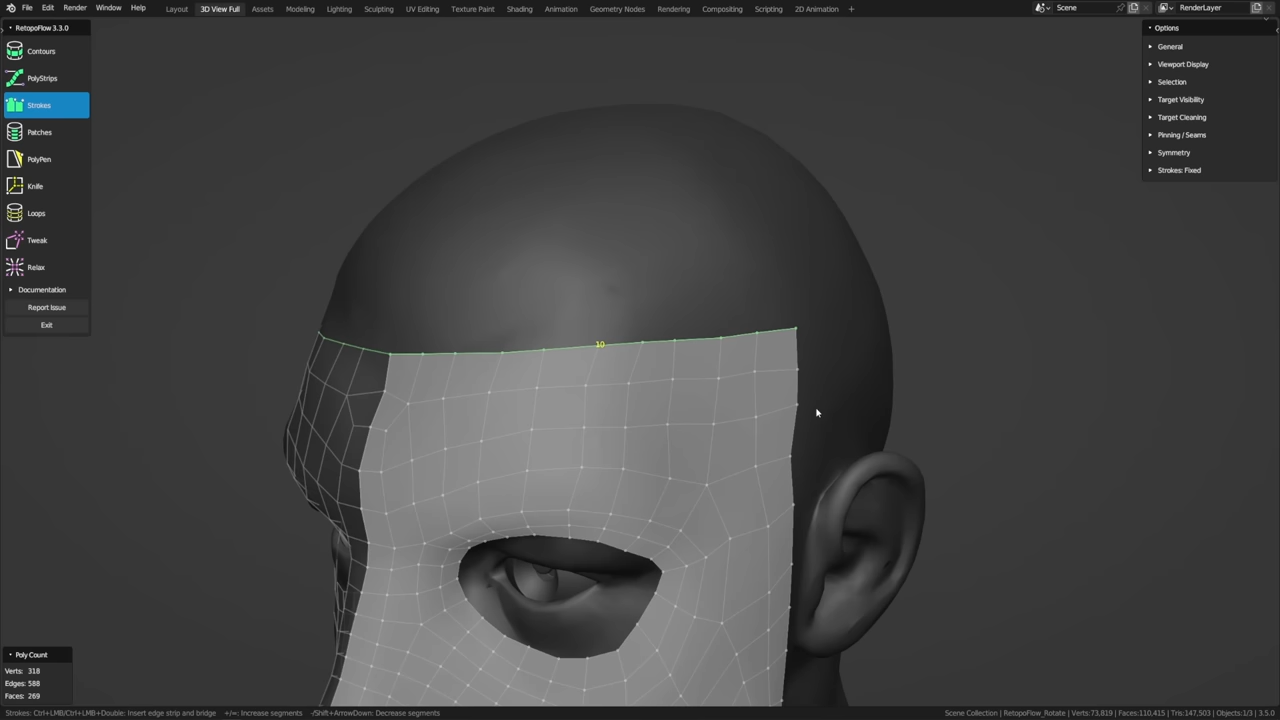 File Edit Render Window Help Layout 3D View Full Assets Modeling Lighting Sculpting UV Editing Texture Paint Shading Animation Geometry Nodes Rendering Compositing Scripting 2D Animation + Scene RenderLayer
RetopoFlow 3.3.0
Contours
PolyStrips
Strokes
Patches
PolyPen
Knife
Loops
Tweak
Relax
Documentation
Report Issue
Exit
Options
General
Viewport Display
Selection
Target Visibility
Target Cleaning
Pinning / Seams
Symmetry
Strokes: Fixed
10
Poly Count
Verts: 318
Edges: 588
Faces: 269
Strokes: Ctrl+LMB/Ctrl+LMB+Double: Insert edge strip and bridge +/=: Increase segments -/Shift+ArrowDown: Decrease segments
Scene Collection | RetopoFlow_Rotate | Verts:73,819 | Faces:110,415 | Tris:147,503 | Objects:1/3 | 3.5.0